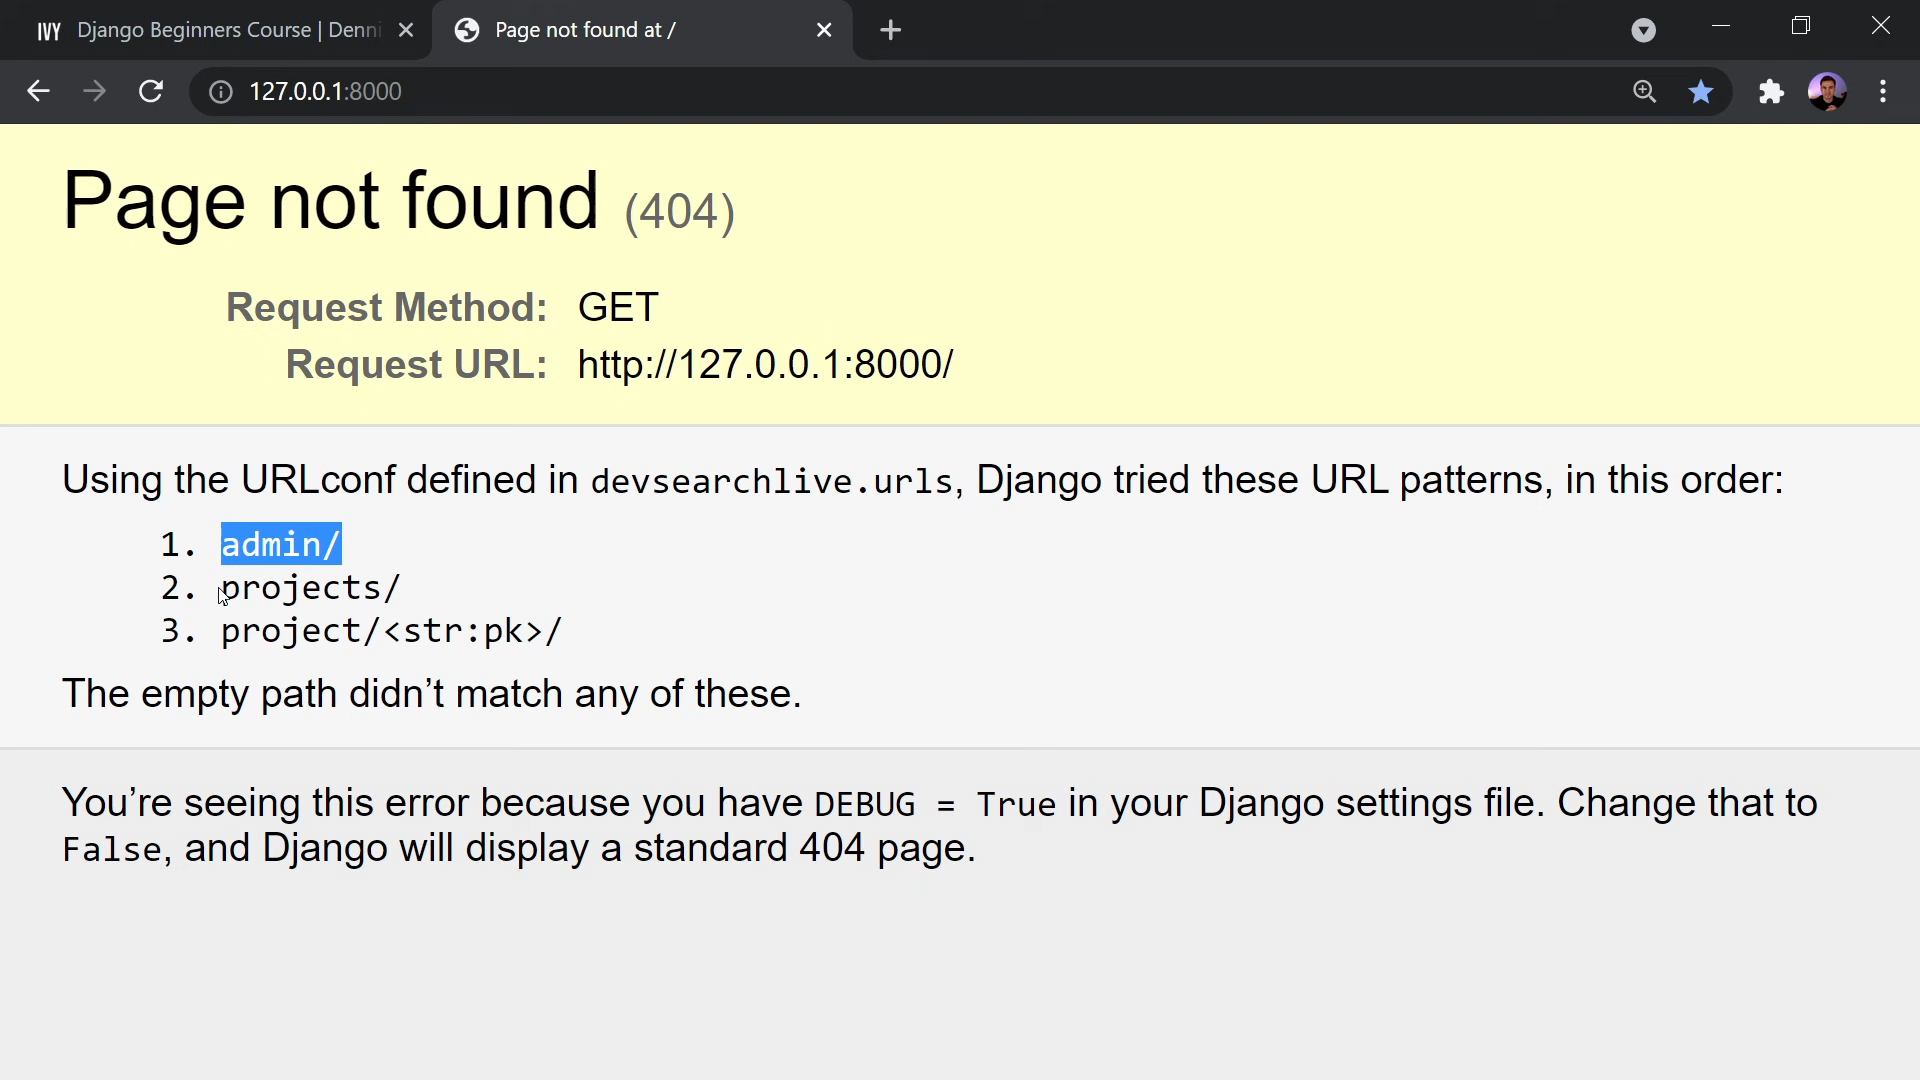 IVY Django Beginners Course | Denni
Page not found at /
127.0.0.1:8000
Page not found (404)
Request Method: GET
Request URL: http://127.0.0.1:8000/
Using the URLconf defined in devsearchlive.urls, Django tried these URL patterns, in this order:
1. admin/
2. projects/
3. project/<str:pk>/
The empty path didn’t match any of these.
You’re seeing this error because you have DEBUG = True in your Django settings file. Change that to
False, and Django will display a standard 404 page.